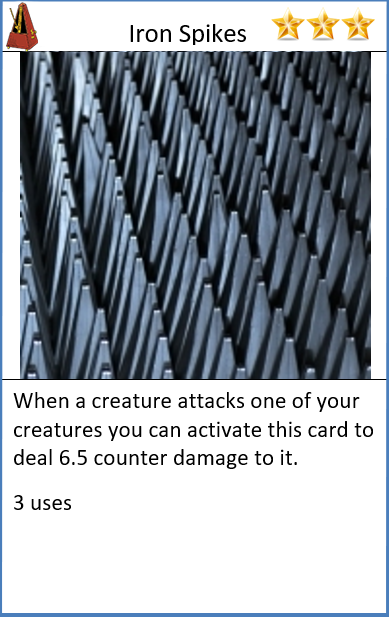 Iron Spikes
When a creature attacks one of your
creatures you can activate this card to
deal 6.5 counter damage to it.
3 uses